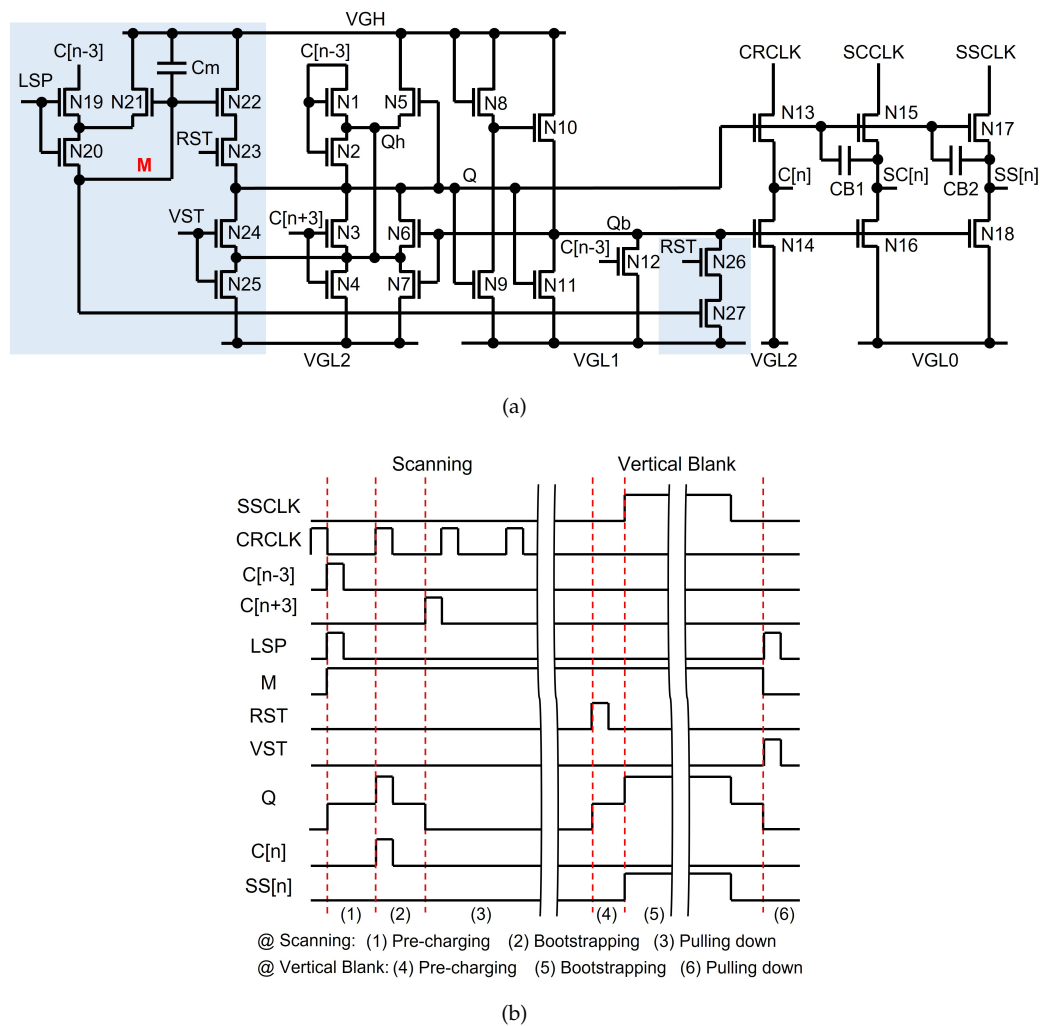 VGH
C[n-3]
LSP
N19
N21
Cm
N22
N20
RST
N23
M
VST
N24
N25
C[n-3]
N1
N5
N2
Qh
N8
N10
Q
C[n+3]
N3
N6
N4
N7
N9
N11
Qb
C[n-3]
N12
RST
N26
N27
CRCLK
SCCLK
SSCLK
N13
N15
N17
CB1
CB2
C[n]
SC[n]
SS[n]
N14
N16
N18
VGL2
VGL1
VGL2
VGL0
(a)
Scanning
Vertical Blank
SSCLK
CRCLK
C[n-3]
C[n+3]
LSP
M
RST
VST
Q
C[n]
SS[n]
(1) (2) (3) (4) (5) (6)
@ Scanning: (1) Pre-charging (2) Bootstrapping (3) Pulling down
@ Vertical Blank: (4) Pre-charging (5) Bootstrapping (6) Pulling down
(b)